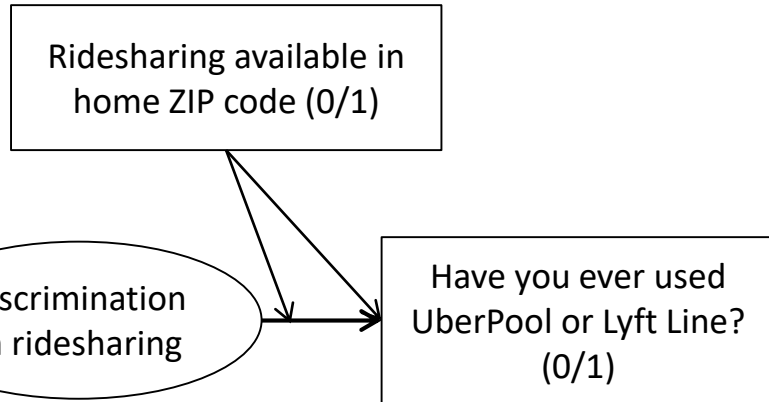 Ridesharing available in
home ZIP code (0/1)
scrimination
ridesharing
Have you ever used
UberPool or Lyft Line?
(0/1)